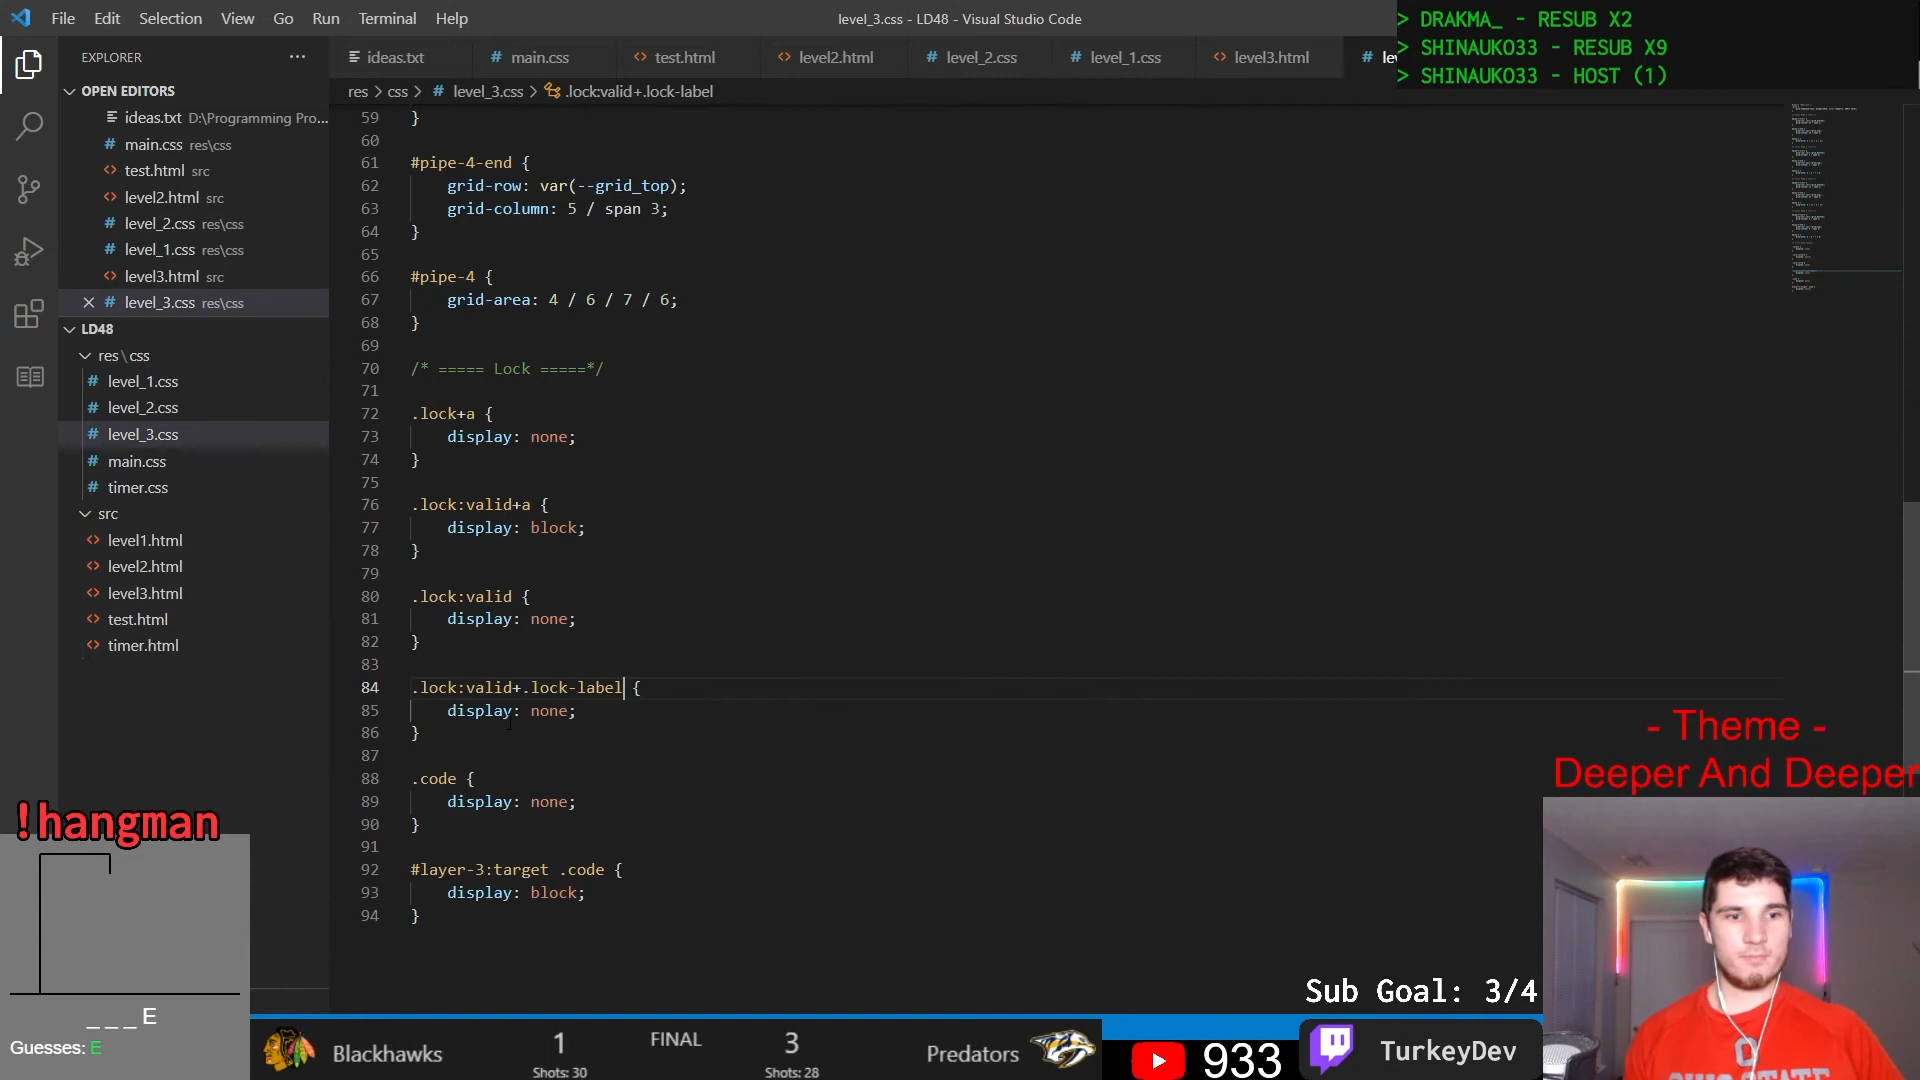 File Edit Selection View Go Run Terminal Help
level_3.css - LD48 - Visual Studio Code
> DRAKMA_ - RESUB X2
> SHINAUKO33 - RESUB X9
> SHINAUKO33 - HOST (1)
EXPLORER ...
ideas.txt # main.css <> test.html <> level2.html # level_2.css # level_1.css <> level3.html # le
OPEN EDITORS
ideas.txt D:\Programming Pro...
# main.css res\css
<> test.html src
<> level2.html src
# level_2.css res\css
# level_1.css res\css
<> level3.html src
# level_3.css res\css
LD48
res\css
# level_1.css
# level_2.css
# level_3.css
# main.css
# timer.css
src
<> level1.html
<> level2.html
<> level3.html
<> test.html
<> timer.html
res > css > # level_3.css > .lock:valid+.lock-label
59 }
60
61 #pipe-4-end {
62 grid-row: var(--grid_top);
63 grid-column: 5 / span 3;
64 }
65
66 #pipe-4 {
67 grid-area: 4 / 6 / 7 / 6;
68 }
69
70 /* ===== Lock =====*/
71
72 .lock+a {
73 display: none;
74 }
75
76 .lock:valid+a {
77 display: block;
78 }
79
80 .lock:valid {
81 display: none;
82 }
83
84 .lock:valid+.lock-label {
85 display: none;
86 }
87
88 .code {
89 display: none;
90 }
91
92 #layer-3:target .code {
93 display: block;
94 }
- Theme -
Deeper And Deeper
!hangman
_ _ _ E
Guesses: E
Sub Goal: 3/4
Blackhawks 1 FINAL 3 Predators
Shots: 30 Shots: 28
933
TurkeyDev
OHIO STATE